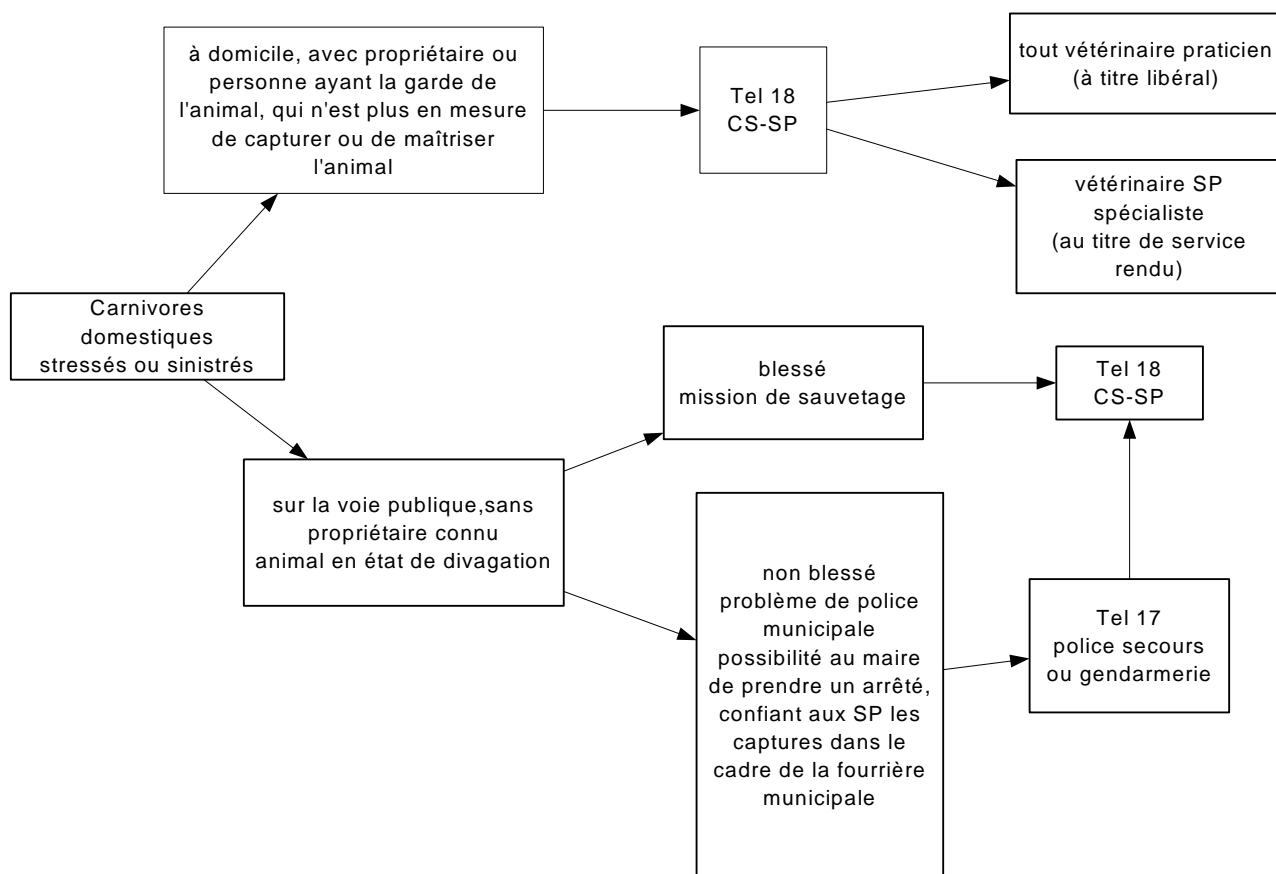 à domicile, avec propriétaire ou
personne ayant la garde de
l'animal, qui n'est plus en mesure
de capturer ou de maîtriser
l'animal
Tel 18
CS-SP
tout vétérinaire praticien
(à titre libéral)
vétérinaire SP
spécialiste
(au titre de service
rendu)
Carnivores
domestiques
stressés ou sinistrés
blessé
mission de sauvetage
Tel 18
CS-SP
sur la voie publique,sans
propriétaire connu
animal en état de divagation
non blessé
problème de police
municipale
possibilité au maire
de prendre un arrêté,
confiant aux SP les
captures dans le
cadre de la fourrière
municipale
Tel 17
police secours
ou gendarmerie